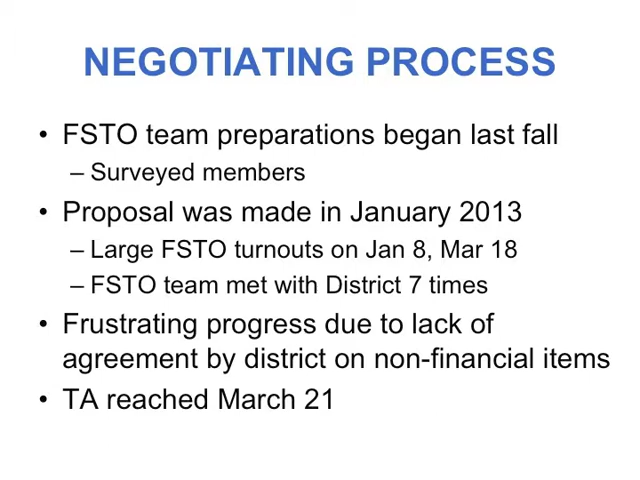 NEGOTIATING PROCESS
• FSTO team preparations began last fall
– Surveyed members
• Proposal was made in January 2013
– Large FSTO turnouts on Jan 8, Mar 18
– FSTO team met with District 7 times
• Frustrating progress due to lack of
agreement by district on non-financial items
• TA reached March 21